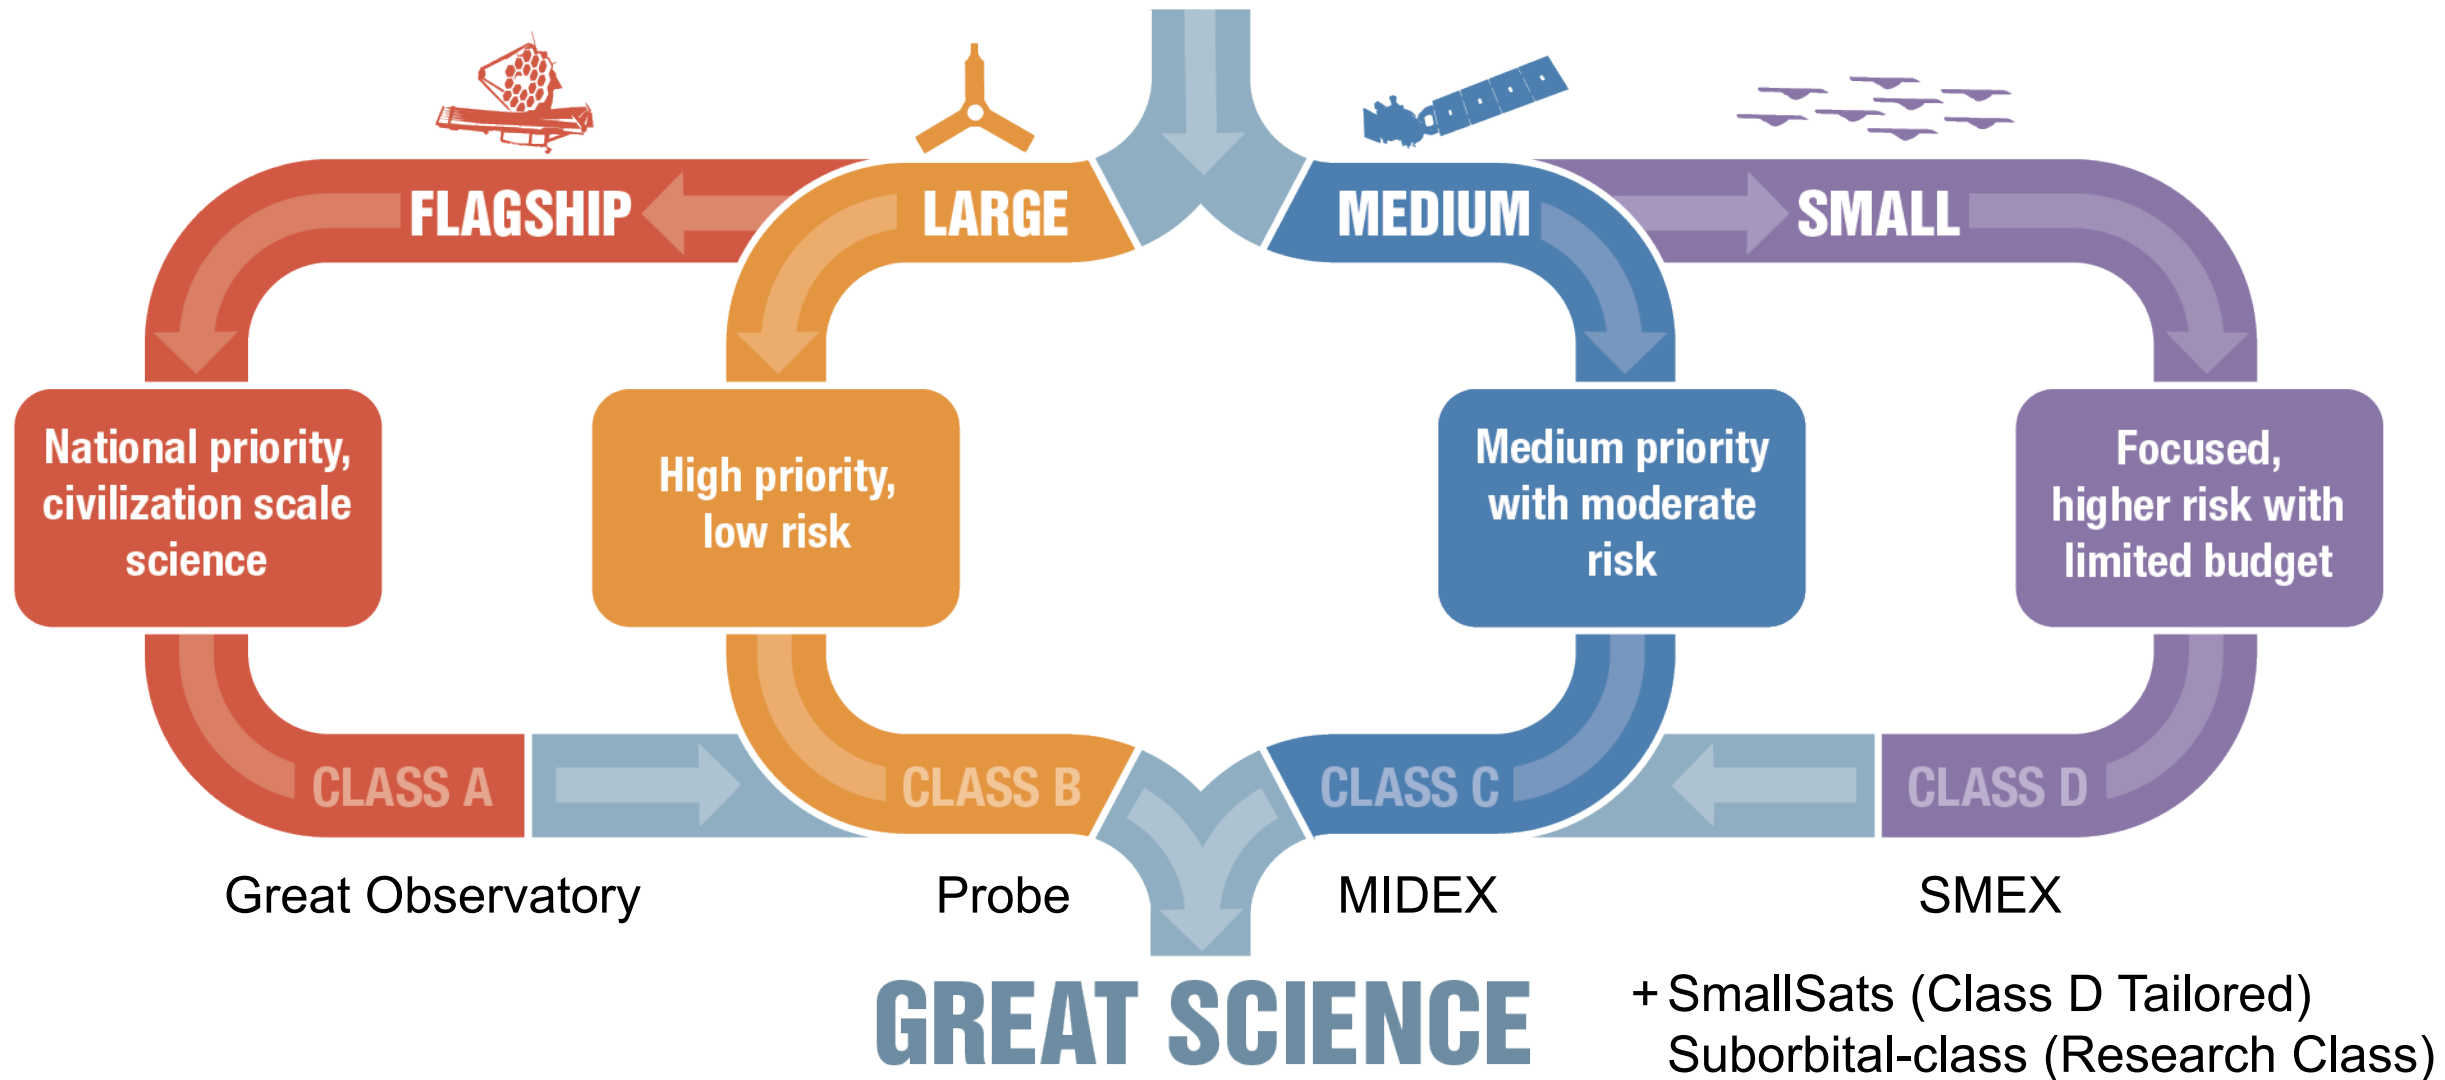 FLAGSHIP
LARGE
MEDIUM
SMALL
National priority,
civilization scale
science
High priority,
low risk
Medium priority
with moderate
risk
Focused,
higher risk with
limited budget
CLASS A
CLASS B
CLASS C
CLASS D
Great Observatory
Probe
MIDEX
SMEX
GREAT SCIENCE
+ SmallSats (Class D Tailored)
Suborbital-class (Research Class)